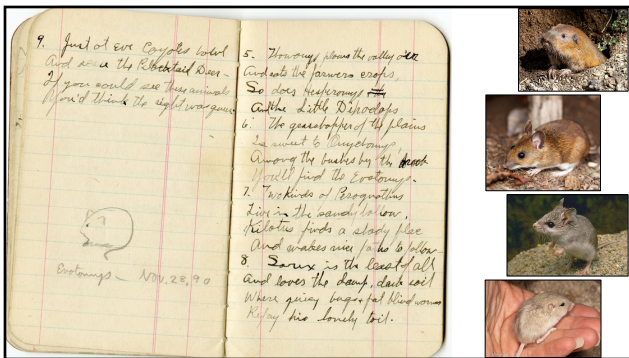 9. Just at eve Coyotes howl
And the Blacktail Deer —
If you could see these animals
You'd think the sight was queer
Evotomys — Nov. 28, 90
5. Thomomys plows the valley o'er
And eats the farmers crops,
So does Hesperomys
And the Little Dipodops
6. The grasshopper of the plains
Is sweet to Onychomys,
Among the bushes by the brook
You'll find the Evotomys.
7. Two kinds of Perognathus
Live in the sandy hollow,
finds a shady place
And makes nice paths to follow
8 Sorex is the least of all
And loves the damp, dark soil
Where juicy bugs & fat blind worms
Repay his lonely toil.